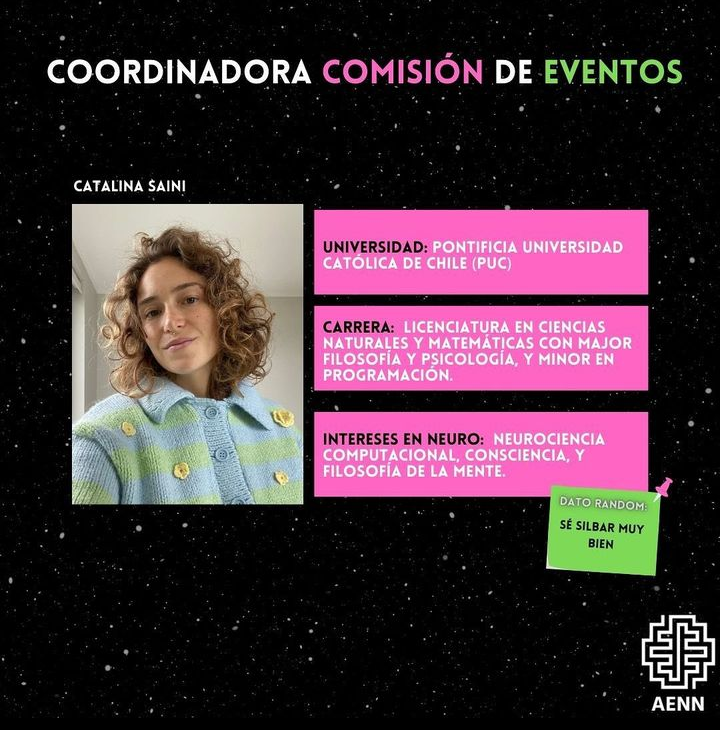 COORDINADORA COMISIÓN DE EVENTOS
CATALINA SAINI
UNIVERSIDAD: PONTIFICIA UNIVERSIDAD
CATÓLICA DE CHILE (PUC)
CARRERA: LICENCIATURA EN CIENCIAS
NATURALES Y MATEMÁTICAS CON MAJOR
FILOSOFÍA Y PSICOLOGÍA, Y MINOR EN
PROGRAMACIÓN.
INTERESES EN NEURO: NEUROCIENCIA
COMPUTACIONAL, CONSCIENCIA, Y
FILOSOFÍA DE LA MENTE.
DATO RANDOM:
SÉ SILBAR MUY
BIEN
AENN